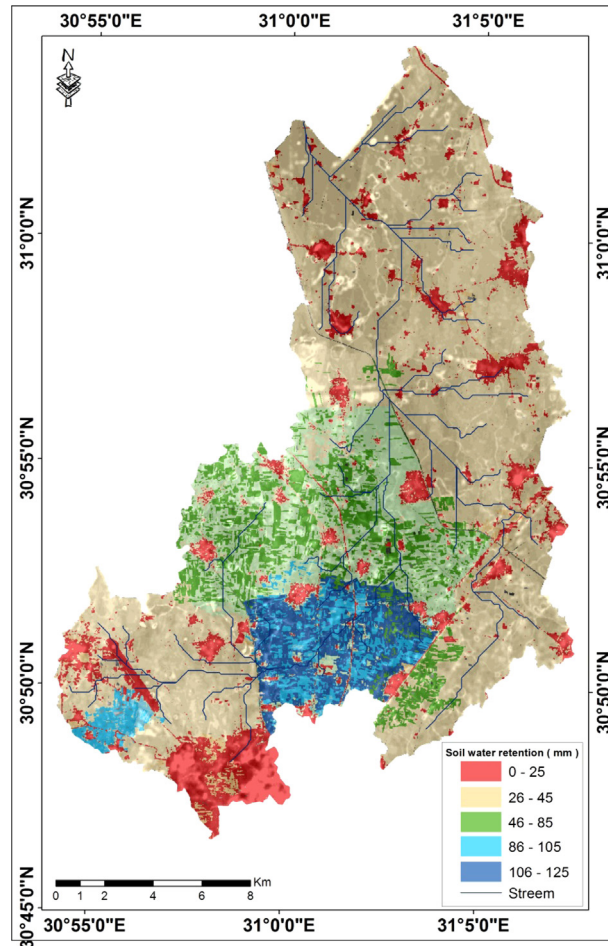 30°55'0"E 31°0'0"E 31°5'0"E
N
31°0'0"N 31°0'0"N
30°55'0"N 30°55'0"N
30°50'0"N 30°50'0"N
Soil water retention ( mm )
0 - 25
26 - 45
46 - 85
86 - 105
106 - 125
Streem
Km
0 1 2 4 6 8
30°45'0"N
30°55'0"E 31°0'0"E 31°5'0"E